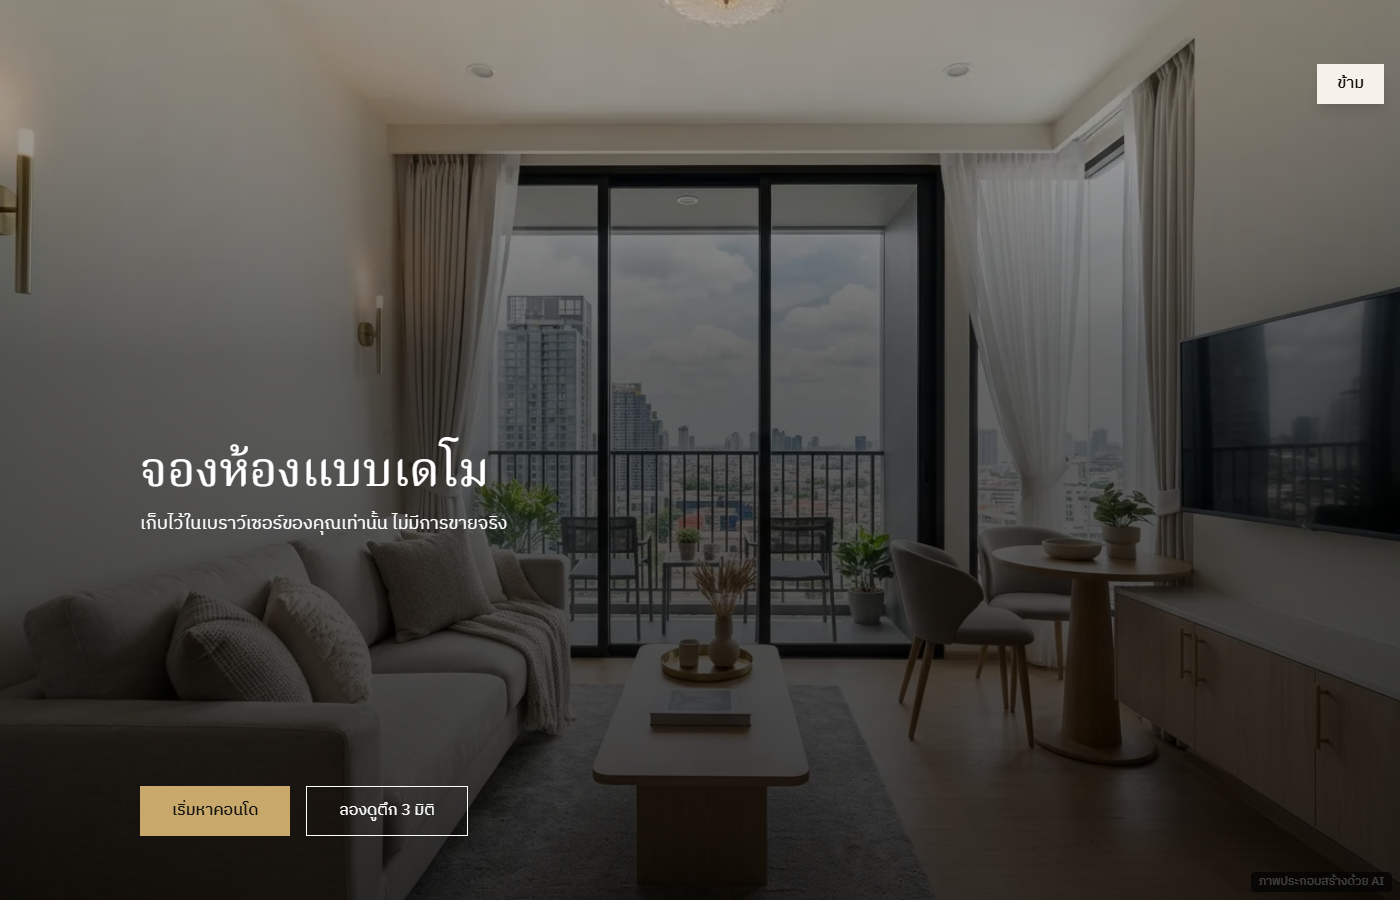 ข้าม
จองห้องแบบเดโม
เก็บไว้ในเบราว์เซอร์ของคุณเท่านั้น ไม่มีการขายจริง
เริ่มหาคอนโด
ลองดูตึก 3 มิติ
ภาพประกอบสร้างด้วย AI